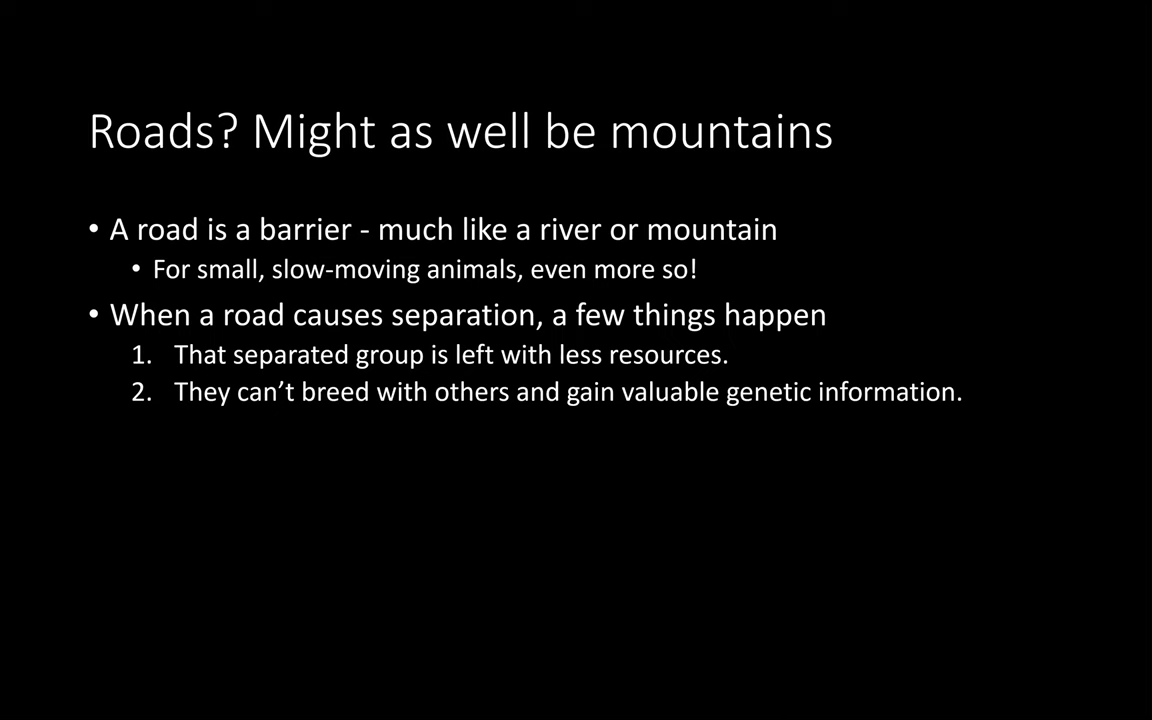 Roads? Might as well be mountains
• A road is a barrier - much like a river or mountain
• For small, slow-moving animals, even more so!
• When a road causes separation, a few things happen
1. That separated group is left with less resources.
2. They can’t breed with others and gain valuable genetic information.